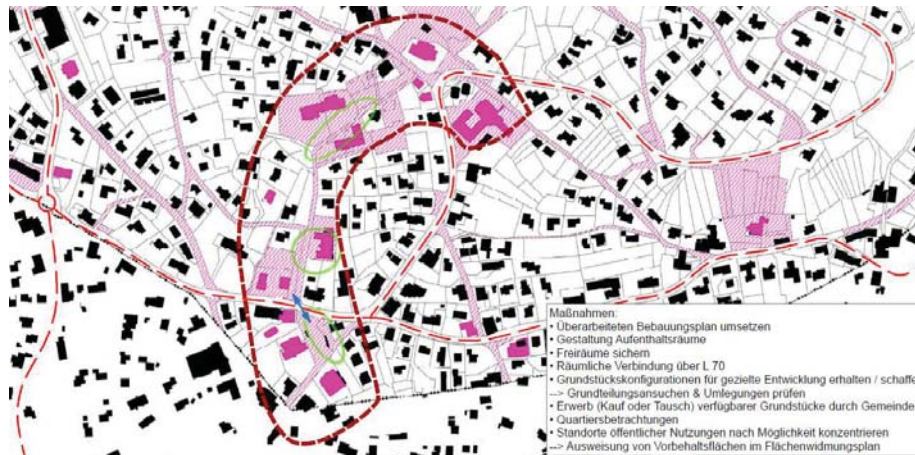 Maßnahmen:
• Überarbeiteten Bebauungsplan umsetzen
• Gestaltung Aufenthaltsräume
• Freiräume sichern
• Räumliche Verbindung über L 70
• Grundstückskonfigurationen für gezielte Entwicklung erhalten / schaffe
--> Grundteilungsansuchen & Umlegungen prüfen
• Erwerb (Kauf oder Tausch) verfügbarer Grundstücke durch Gemeinde
• Quartiersbetrachtungen
• Standorte öffentlicher Nutzungen nach Möglichkeit konzentrieren
--> Ausweisung von Vorbehaltsflächen im Flächenwidmungsplan